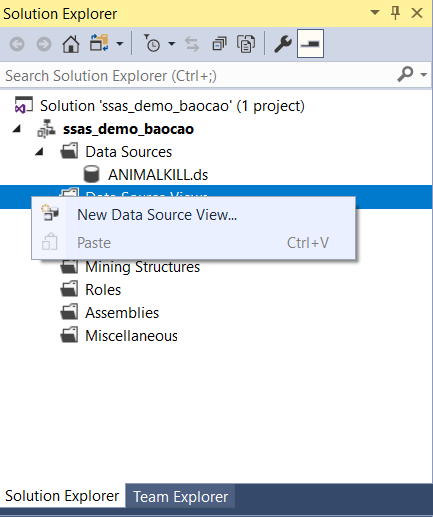 Solution Explorer
Search Solution Explorer (Ctrl+;)
Solution 'ssas_demo_baocao' (1 project)
ssas_demo_baocao
Data Sources
ANIMALKILL.ds
Data Source Views
New Data Source View...
Paste Ctrl+V
Mining Structures
Roles
Assemblies
Miscellaneous
Solution Explorer Team Explorer